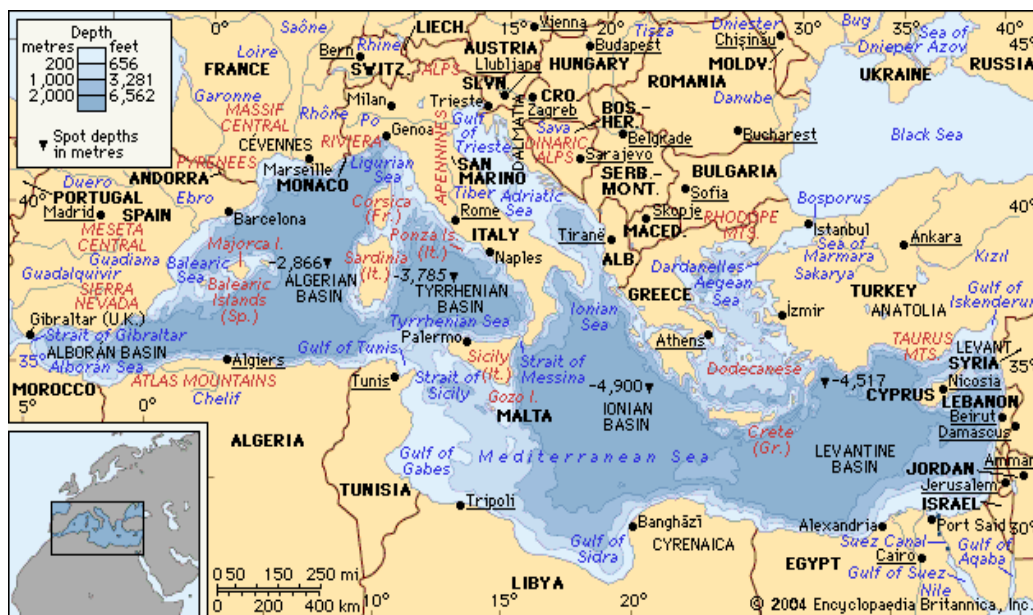 Depth
metres feet
200 656
1,000 3,281
2,000 6,562
Spot depths
in metres
0°
5°
15°
20°
30°
35°
40°
45°
Loire
Saône
Rhine
Bern
LIECH.
SWITZ.
ALPS
Vienna
AUSTRIA
Llubljana
Budapest
HUNGARY
Tisza
Dniester
Chișinău
MOLDV.
Bug
Dnieper
Sea of
Azov
RUSSIA
UKRAINE
FRANCE
Garonne
Rhône
MASSIF
CENTRAL
CÉVENNES
Milan
Po
RIVIERA
Genoa
Trieste
Gulf
of
Trieste
SLVN.
CRO.
Zagreb
DALMATIA
BOS.-
HER.
Sava
DINARIC
ALPS
Sarajevo
Belgrade
ROMANIA
Danube
Bucharest
Black Sea
PYRENEES
ANDORRA
Marseille
MONACO
Ligurian
Sea
APENNINES
SAN
MARINO
Tiber
Adriatic
Sea
SERB.-
MONT.
BULGARIA
Sofia
Duero
PORTUGAL
Madrid
SPAIN
Ebro
Barcelona
Corsica
(Fr.)
Rome
ITALY
Tiranë
ALB.
Skopje
MACED.
RHODOPE
MTS.
Bosporus
Istanbul
Ankara
40°
MESETA
CENTRAL
Guadiana
Guadalquivir
SIERRA
NEVADA
Majorca I.
Balearic
Sea
Balearic
Islands
(Sp.)
-2,866
ALGERIAN
BASIN
Sardinia
(It.)
Ponza Is.
(It.)
Naples
-3,785
TYRRHENIAN
BASIN
Tyrrhenian Sea
Ionian
Sea
GREECE
Dardanelles
Aegean
Sea
Sea of
Marmara
Sakarya
Kızıl
TURKEY
ANATOLIA
İzmir
Gulf of
Iskenderun
Gibraltar (U.K.)
Strait of Gibraltar
ALBORÁN BASIN
Alborán Sea
35°
Algiers
Gulf of Tunis
Palermo
Sicily
(It.)
Strait of
Messina
Athens
Dodecanese
TAURUS
MTS.
LEVANT
SYRIA
35°
MOROCCO
ATLAS MOUNTAINS
Chelif
Tunis
Strait of
Sicily
Gozo I.
MALTA
-4,900
IONIAN
BASIN
-4,517
CYPRUS
Nicosia
LEBANON
Beirut
Damascus
5°
0°
ALGERIA
Gulf of
Gabes
Mediterranean Sea
Crete
(Gr.)
LEVANTINE
BASIN
JORDAN
Amman
Jerusalem
ISRAEL
TUNISIA
Tripoli
Gulf of
Sidra
Banghāzī
CYRENAICA
Alexandria
Port Said
30°
Suez Canal
EGYPT
Cairo
Gulf of Suez
Nile
Gulf of
Aqaba
LIBYA
0 50 150 250 mi
0 200 400 km
10°
15°
20°
© 2004 Encyclopaedia Britannica, Inc.